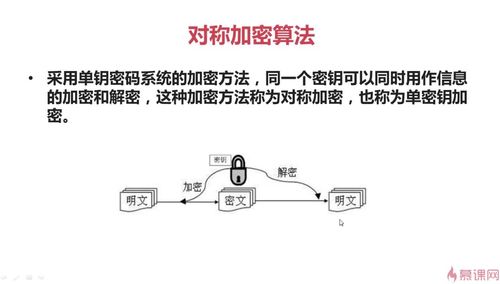 对称加密算法
• 采用单钥密码系统的加密方法，同一个密钥可以同时用作信息
的加密和解密，这种加密方法称为对称加密，也称为单密钥加
密。
密钥
加密
解密
明文
密文
明文
慕课网